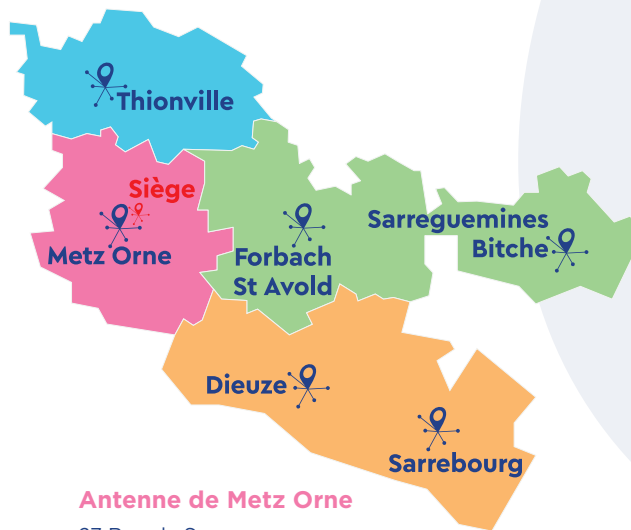 Thionville
Siège
Metz Orne
Sarreguemines
Bitche
Forbach
St Avold
Dieuze
Sarrebourg
Antenne de Metz Orne